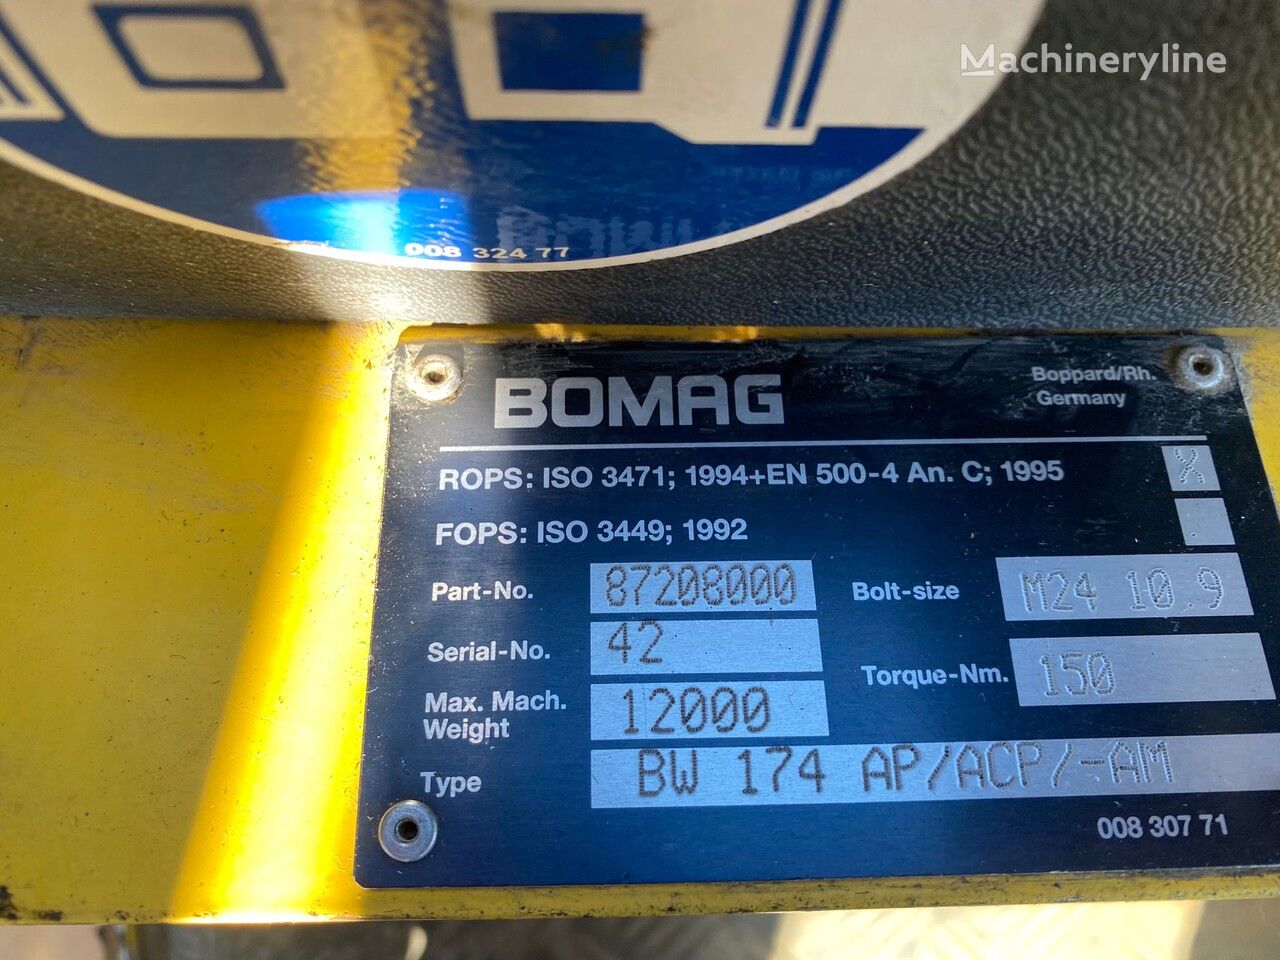 Machineryline
008 324 77
BOMAG
Boppard/Rh.
Germany
ROPS: ISO 3471; 1994+EN 500-4 An. C; 1995 X
FOPS: ISO 3449; 1992
Part-No. 87208000 Bolt-size M24 10.9
Serial-No. 42 Torque-Nm. 150
Max. Mach.
Weight 12000
Type BW 174 AP/ACP/-AM
008 307 71